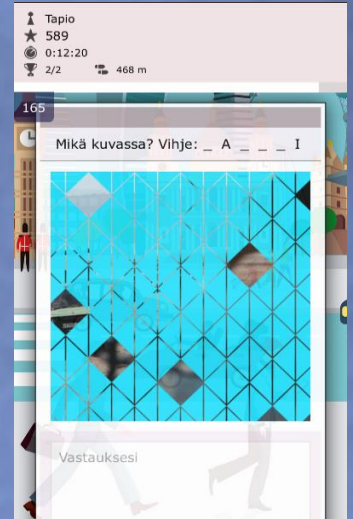 Tapio
589
0:12:20
2/2 468 m
165
Mikä kuvassa? Vihje: _ A _ _ _ I
Vastauksesi